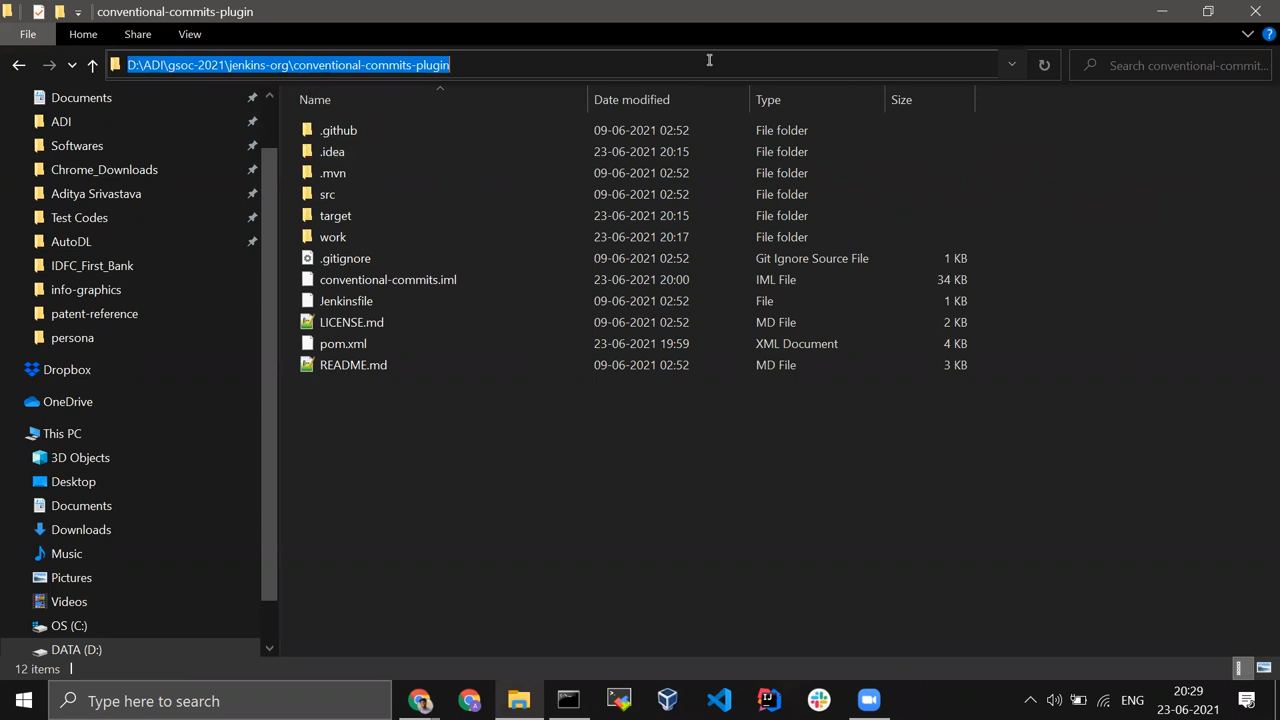 conventional-commits-plugin
File Home Share View
D:\ADI\gsoc-2021\jenkins-org\conventional-commits-plugin
Search conventional-commit...
Documents
ADI
Softwares
Chrome_Downloads
Aditya Srivastava
Test Codes
AutoDL
IDFC_First_Bank
info-graphics
patent-reference
persona
Dropbox
OneDrive
This PC
3D Objects
Desktop
Documents
Downloads
Music
Pictures
Videos
OS (C:)
DATA (D:)
Name Date modified Type Size
.github 09-06-2021 02:52 File folder
.idea 23-06-2021 20:15 File folder
.mvn 09-06-2021 02:52 File folder
src 09-06-2021 02:52 File folder
target 23-06-2021 20:15 File folder
work 23-06-2021 20:17 File folder
.gitignore 09-06-2021 02:52 Git Ignore Source File 1 KB
conventional-commits.iml 23-06-2021 20:00 IML File 34 KB
Jenkinsfile 09-06-2021 02:52 File 1 KB
LICENSE.md 09-06-2021 02:52 MD File 2 KB
pom.xml 23-06-2021 19:59 XML Document 4 KB
README.md 09-06-2021 02:52 MD File 3 KB
12 items
Type here to search
ENG
20:29
23-06-2021